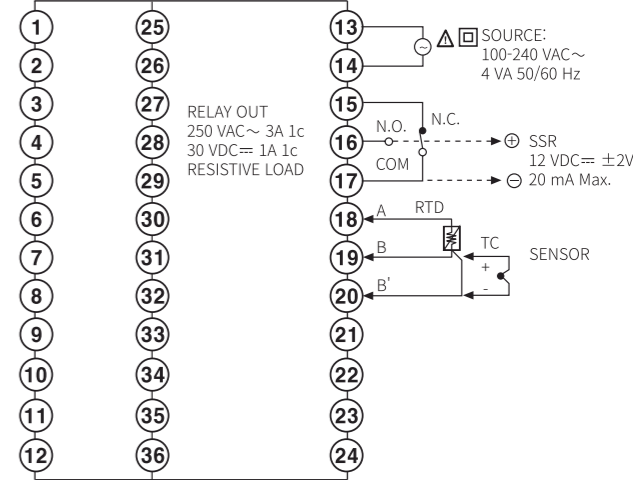 1
2
3
4
5
6
7
8
9
10
11
12
25
26
27
28
29
30
31
32
33
34
35
36
RELAY OUT
250 VAC～ 3A 1c
30 VDC⎓ 1A 1c
RESISTIVE LOAD
13
14
15
16
17
18
19
20
21
22
23
24
~
SOURCE:
100-240 VAC～
4 VA 50/60 Hz
N.O.
N.C.
COM
⊕ SSR
12 VDC⎓ ±2V
⊖ 20 mA Max.
A
RTD
B
B'
TC
+
-
SENSOR